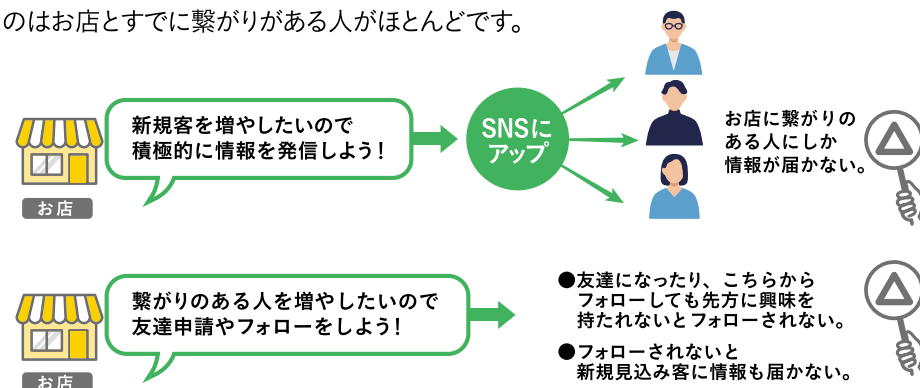 のはお店とすでに繋がりがある人がほとんどです。
新規客を増やしたいので
積極的に情報を発信しよう！
SNSに
アップ
お店に繋がりの
ある人にしか
情報が届かない。
お店
繋がりのある人を増やしたいので
友達申請やフォローをしよう！
●友達になったり、こちらから
フォローしても先方に興味を
持たれないとフォローされない。
●フォローされないと
新規見込み客に情報も届かない。
お店